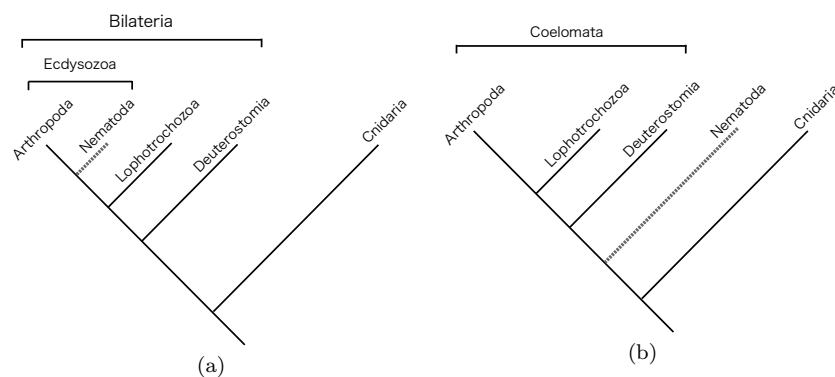 Bilateria
Ecdysozoa
Arthropoda
Nematoda
Lophotrochozoa
Deuterostomia
Cnidaria
(a)
Coelomata
Arthropoda
Lophotrochozoa
Deuterostomia
Nematoda
Cnidaria
(b)